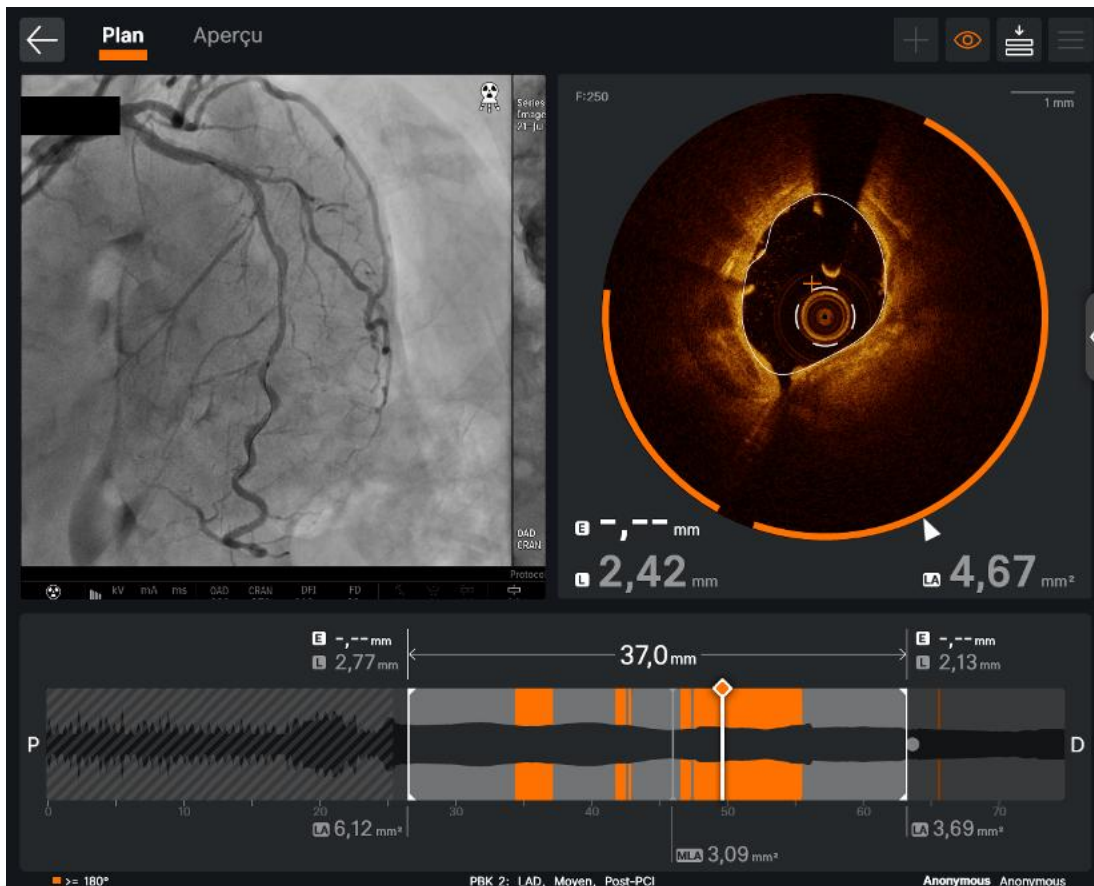 Plan Aperçu
Séries
Image
F:250
1 mm
OAD
CRAN
Protocol
kV mA ms OAD CRAN DFI FD
E -,-- mm
L 2,42 mm
LA 4,67 mm²
E -,-- mm
L 2,77 mm
37,0 mm
E -,-- mm
L 2,13 mm
P
D
0 20 30 50 60 70
LA 6,12 mm²
MLA 3,09 mm²
LA 3,69 mm²
>= 180°
PBK 2: LAD, Moyen, Post-PCI
Anonymous Anonymous